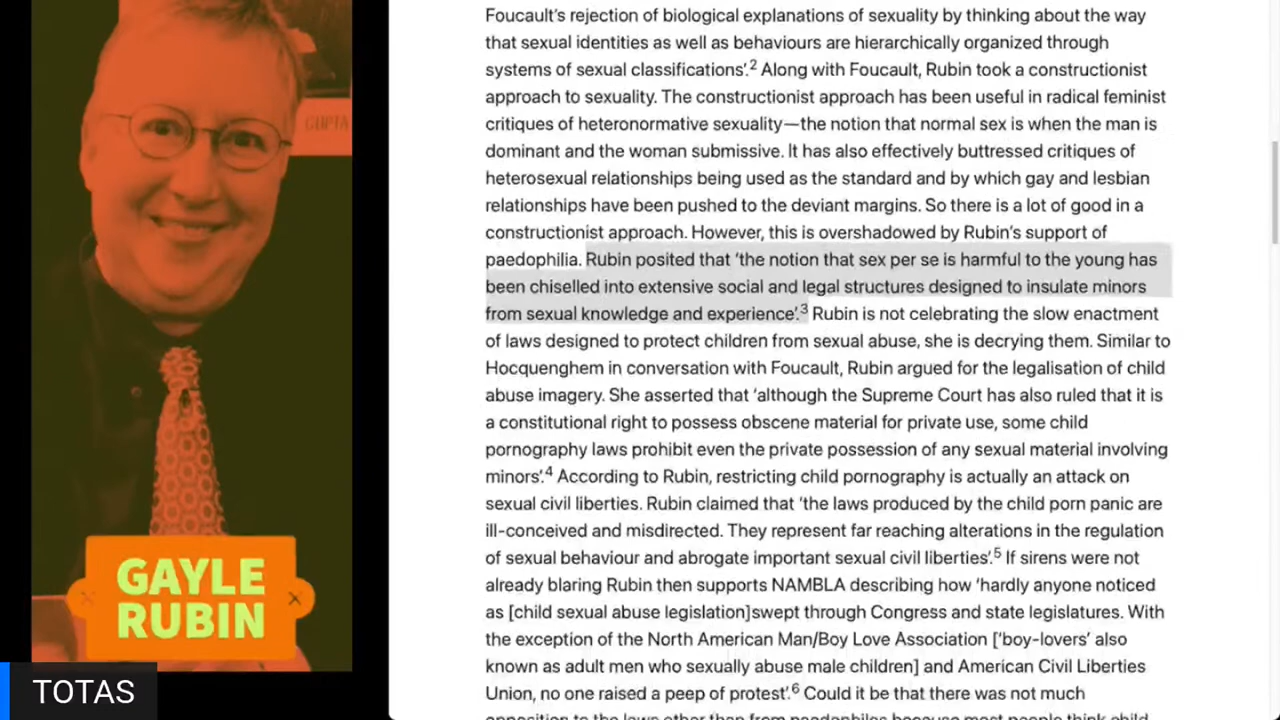 Foucault's rejection of biological explanations of sexuality by thinking about the way
that sexual identities as well as behaviours are hierarchically organized through
systems of sexual classifications'.2 Along with Foucault, Rubin took a constructionist
approach to sexuality. The constructionist approach has been useful in radical feminist
critiques of heteronormative sexuality—the notion that normal sex is when the man is
dominant and the woman submissive. It has also effectively buttressed critiques of
heterosexual relationships being used as the standard and by which gay and lesbian
relationships have been pushed to the deviant margins. So there is a lot of good in a
constructionist approach. However, this is overshadowed by Rubin's support of
paedophilia. Rubin posited that 'the notion that sex per se is harmful to the young has
been chiselled into extensive social and legal structures designed to insulate minors
from sexual knowledge and experience'.3 Rubin is not celebrating the slow enactment
of laws designed to protect children from sexual abuse, she is decrying them. Similar to
Hocquenghem in conversation with Foucault, Rubin argued for the legalisation of child
abuse imagery. She asserted that 'although the Supreme Court has also ruled that it is
a constitutional right to possess obscene material for private use, some child
pornography laws prohibit even the private possession of any sexual material involving
minors'.4 According to Rubin, restricting child pornography is actually an attack on
sexual civil liberties. Rubin claimed that 'the laws produced by the child porn panic are
ill-conceived and misdirected. They represent far reaching alterations in the regulation
of sexual behaviour and abrogate important sexual civil liberties'.5 If sirens were not
already blaring Rubin then supports NAMBLA describing how 'hardly anyone noticed
as [child sexual abuse legislation]swept through Congress and state legislatures. With
the exception of the North American Man/Boy Love Association ['boy-lovers' also
known as adult men who sexually abuse male children] and American Civil Liberties
Union, no one raised a peep of protest'.6 Could it be that there was not much
opposition to the laws other than from paedophiles because most people think child
GUPTA
GAYLE
RUBIN
TOTAS